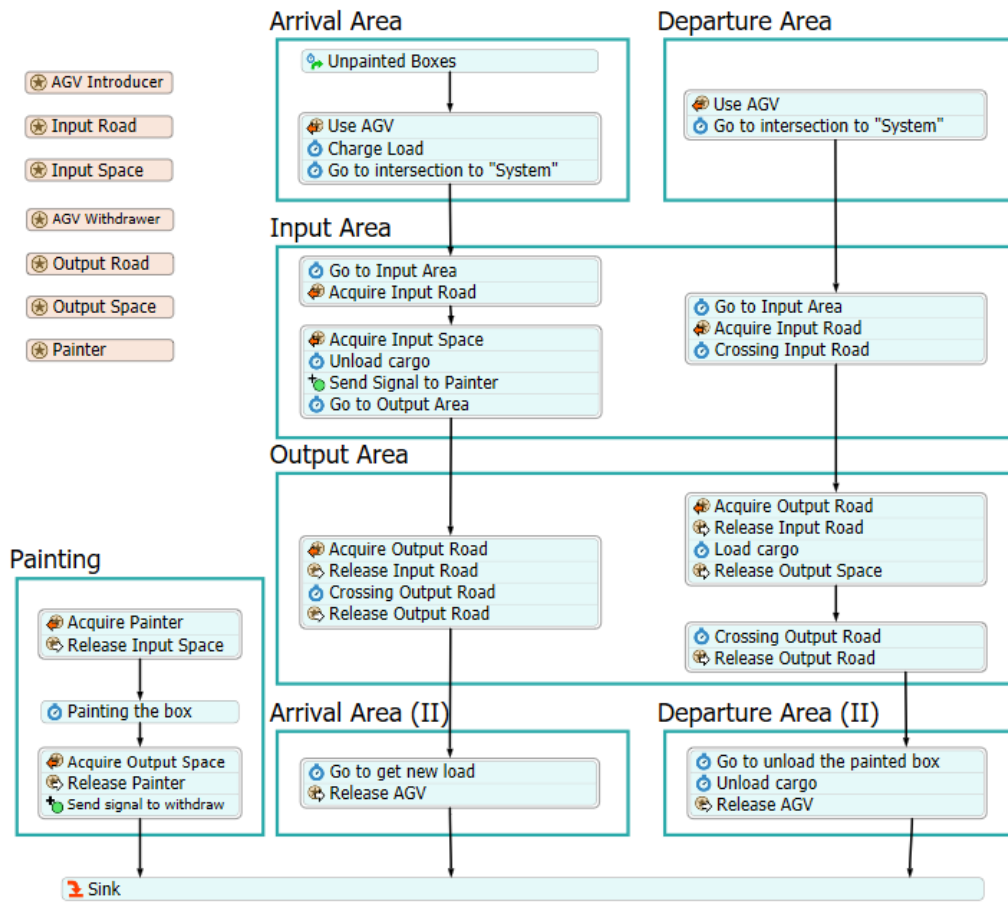 AGV Introducer
Input Road
Input Space
AGV Withdrawer
Output Road
Output Space
Painter
Arrival Area
Unpainted Boxes
Use AGV
Charge Load
Go to intersection to "System"
Departure Area
Use AGV
Go to intersection to "System"
Input Area
Go to Input Area
Acquire Input Road
Acquire Input Space
Unload cargo
Send Signal to Painter
Go to Output Area
Go to Input Area
Acquire Input Road
Crossing Input Road
Output Area
Acquire Output Road
Release Input Road
Crossing Output Road
Release Output Road
Acquire Output Road
Release Input Road
Load cargo
Release Output Space
Crossing Output Road
Release Output Road
Painting
Acquire Painter
Release Input Space
Painting the box
Acquire Output Space
Release Painter
Send signal to withdraw
Arrival Area (II)
Go to get new load
Release AGV
Departure Area (II)
Go to unload the painted box
Unload cargo
Release AGV
Sink